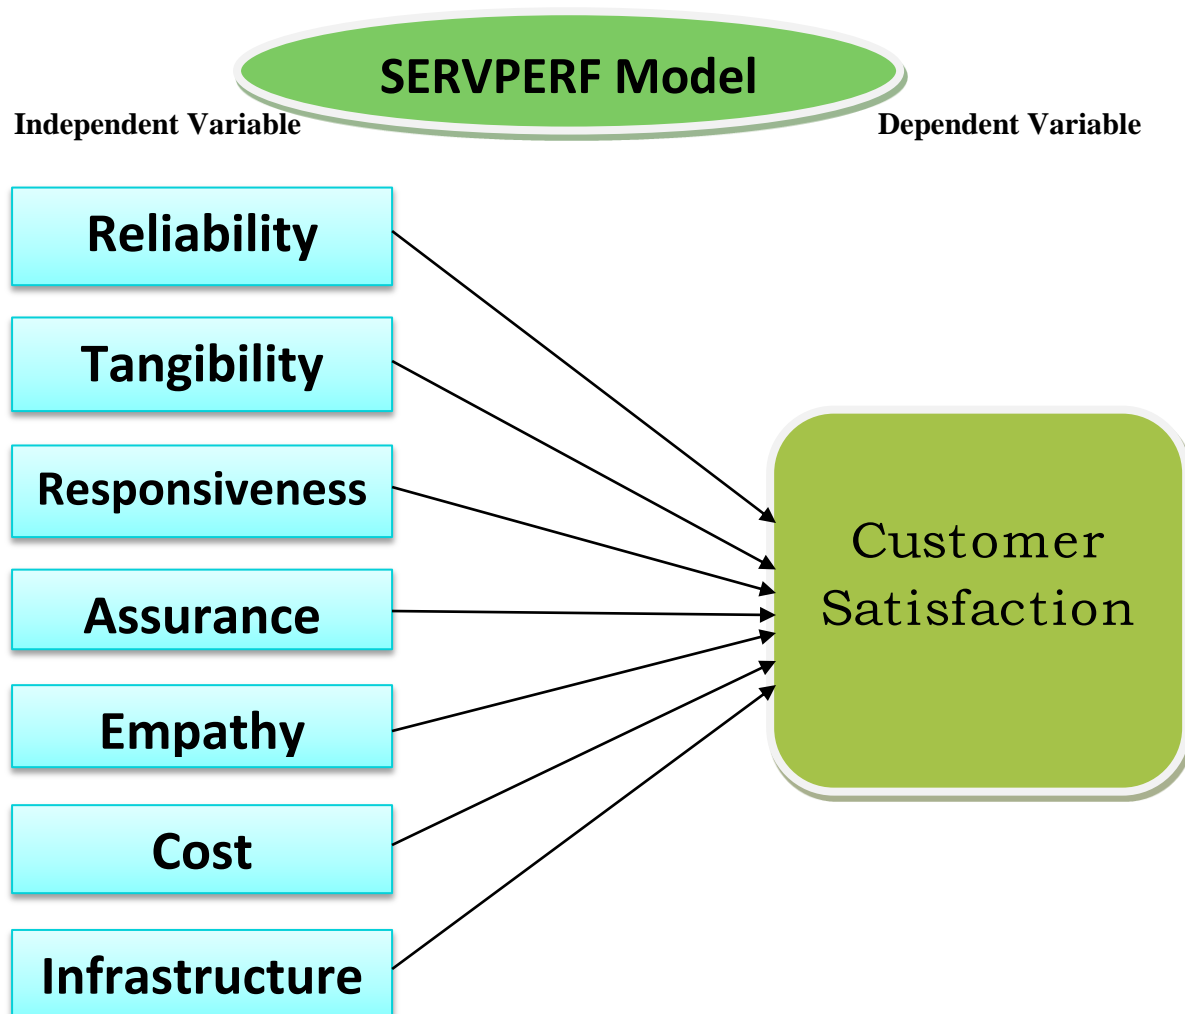 SERVPERF Model
Independent Variable
Dependent Variable
Reliability
Tangibility
Responsiveness
Assurance
Empathy
Cost
Infrastructure
Customer
Satisfaction